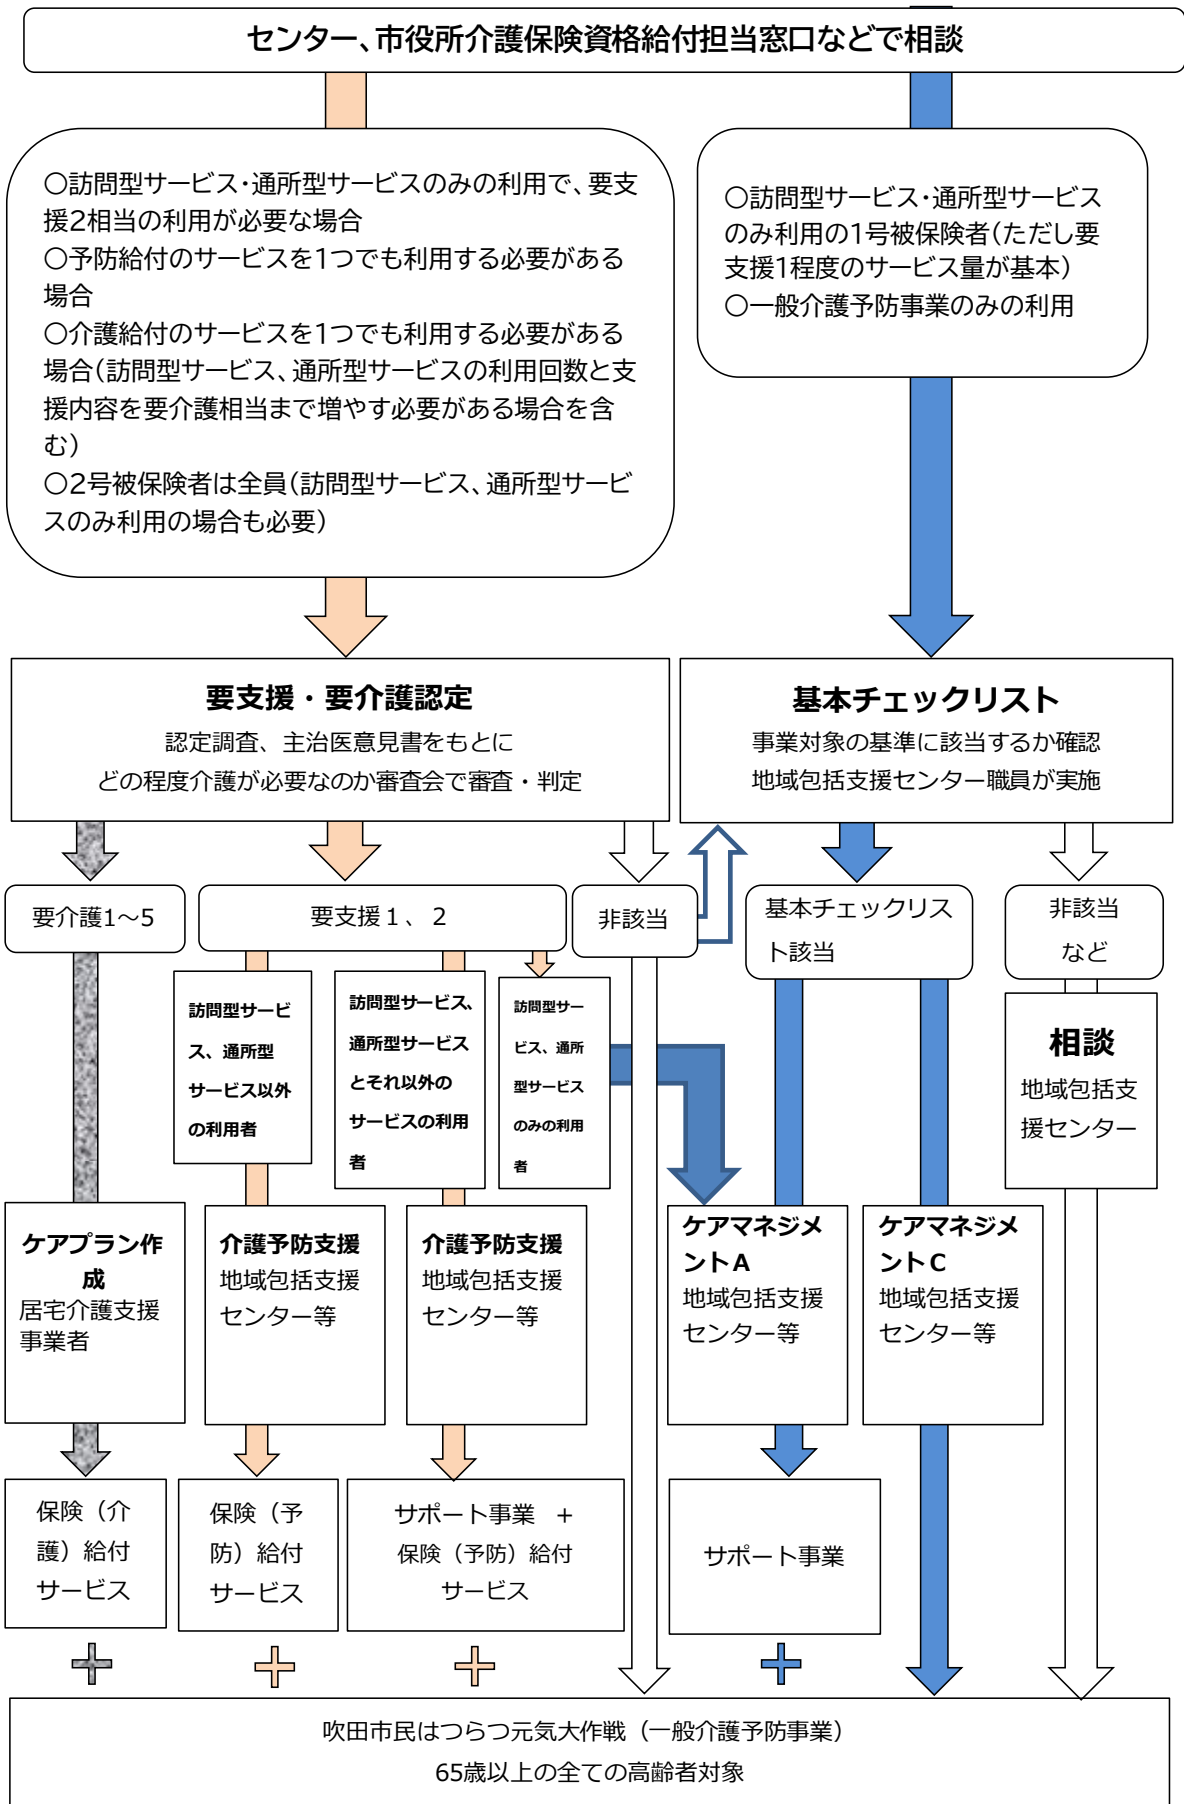 センター、市役所介護保険資格給付担当窓口などで相談
○訪問型サービス・通所型サービスのみの利用で、要支
援2相当の利用が必要な場合
○予防給付のサービスを1つでも利用する必要がある
場合
○介護給付のサービスを1つでも利用する必要がある
場合(訪問型サービス、通所型サービスの利用回数と支
援内容を要介護相当まで増やす必要がある場合を含
む)
○2号被保険者は全員(訪問型サービス、通所型サービ
スのみ利用の場合も必要)
○訪問型サービス・通所型サービス
のみ利用の1号被保険者(ただし要
支援1程度のサービス量が基本)
○一般介護予防事業のみの利用
要支援・要介護認定
認定調査、主治医意見書をもとに
どの程度介護が必要なのか審査会で審査・判定
基本チェックリスト
事業対象の基準に該当するか確認
地域包括支援センター職員が実施
要介護1～5
要支援１、２
非該当
基本チェックリス
ト該当
非該当
など
訪問型サービ
ス、通所型
サービス以外
の利用者
訪問型サービス、
通所型サービス
とそれ以外の
サービスの利用
者
訪問型サー
ビス、通所
型サービス
のみの利用
者
相談
地域包括支
援センター
ケアプラン作
成
居宅介護支援
事業者
介護予防支援
地域包括支援
センター等
介護予防支援
地域包括支援
センター等
ケアマネジメ
ントA
地域包括支援
センター等
ケアマネジメ
ントC
地域包括支援
センター等
保険（介
護）給付
サービス
保険（予
防）給付
サービス
サポート事業 +
保険（予防）給付
サービス
サポート事業
吹田市民はつらつ元気大作戦（一般介護予防事業）
65歳以上の全ての高齢者対象